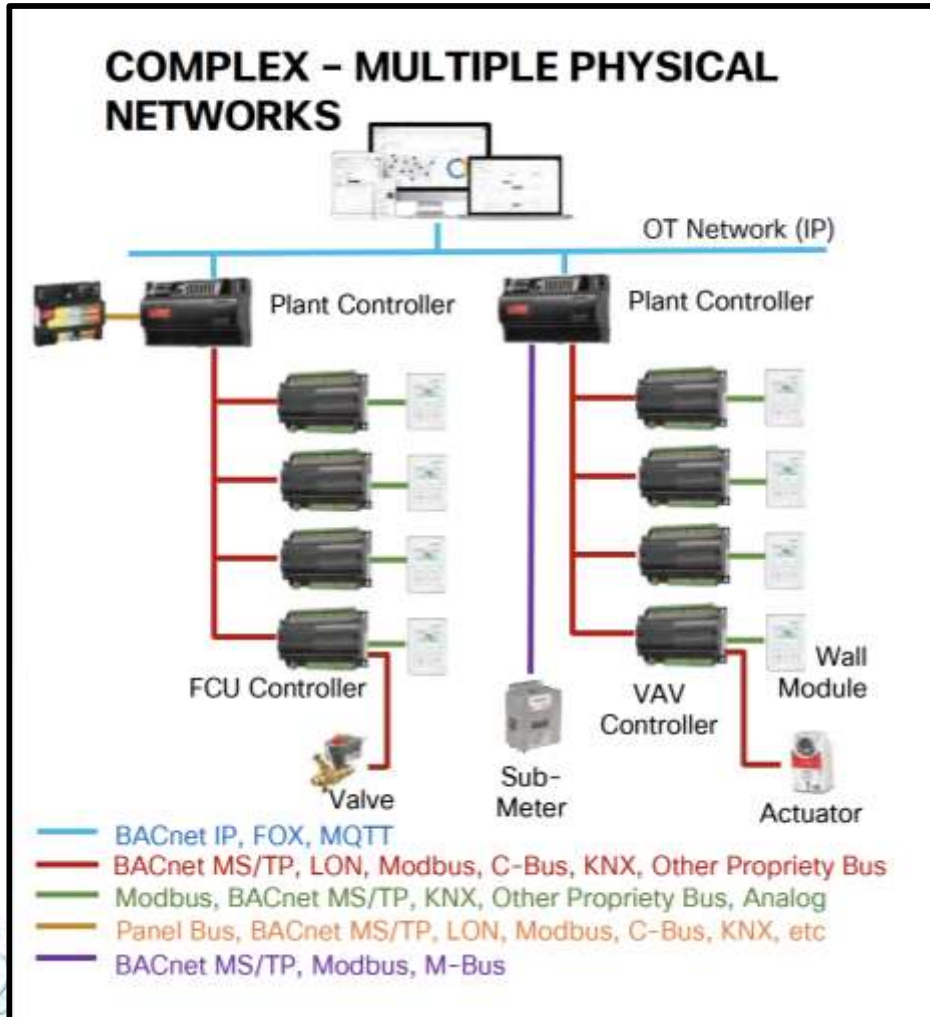 COMPLEX – MULTIPLE PHYSICAL
NETWORKS
OT Network (IP)
Plant Controller
Plant Controller
FCU Controller
VAV
Controller
Wall
Module
Valve
Sub-
Meter
Actuator
BACnet IP, FOX, MQTT
BACnet MS/TP, LON, Modbus, C-Bus, KNX, Other Propriety Bus
Modbus, BACnet MS/TP, KNX, Other Propriety Bus, Analog
Panel Bus, BACnet MS/TP, LON, Modbus, C-Bus, KNX, etc
BACnet MS/TP, Modbus, M-Bus